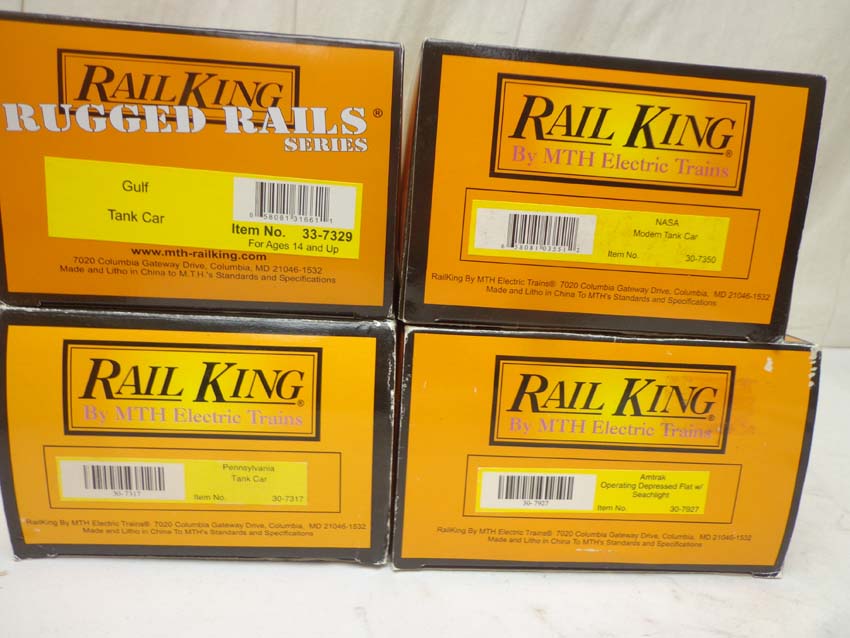 RAILKING
RUGGED RAILS®
SERIES
Gulf
Tank Car
0 58081 31661 1
Item No. 33-7329
For Ages 14 and Up
www.mth-railking.com
7020 Columbia Gateway Drive, Columbia, MD 21046-1532
Made and Litho in China to M.T.H.'s Standards and Specifications
RAIL KING®
By MTH Electric Trains
NASA
Modern Tank Car
Item No. 30-7350
RailKing By MTH Electric Trains® 7020 Columbia Gateway Drive, Columbia, MD 21046-1532
Made and Litho in China To MTH's Standards and Specifications
RAIL KING®
By MTH Electric Trains
Pennsylvania
Tank Car
30-7317
Item No. 30-7317
RailKing By MTH Electric Trains® 7020 Columbia Gateway Drive, Columbia, MD 21046-1532
Made and Litho in China To MTH's Standards and Specifications
RAIL KING®
By MTH Electric Trains
Amtrak
Operating Depressed Flat w/
Seachlight
30-7927
Item No. 30-7927
RailKing By MTH Electric Trains® 7020 Columbia Gateway Drive, Columbia, MD 21046-1532
Made and Litho in China To MTH's Standards and Specifications